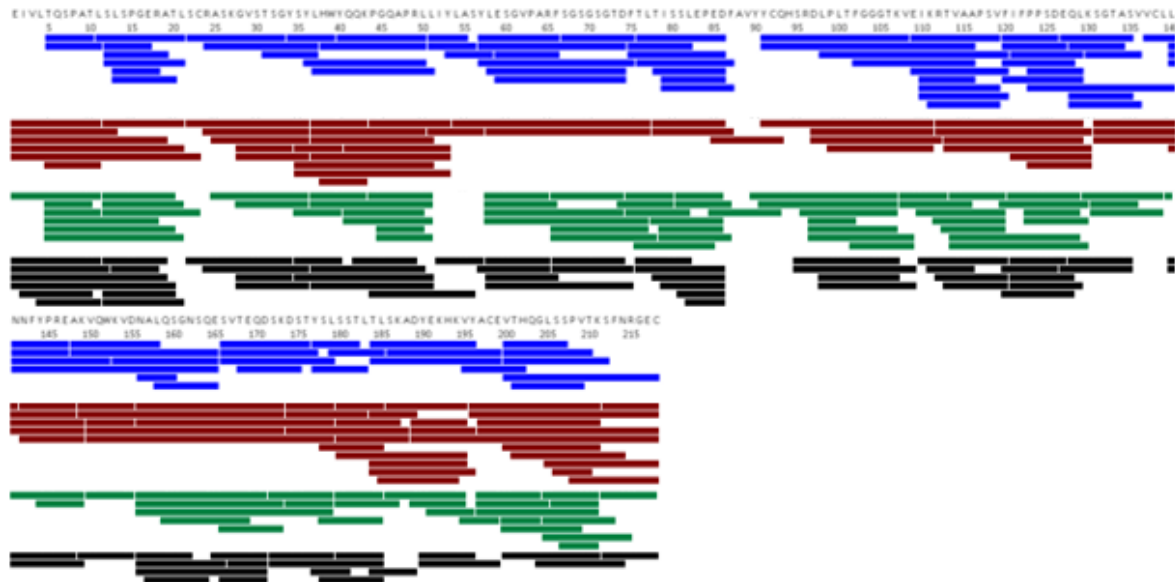 E I V L T Q S P A T L S L S P G E R A T L S C R A S K G V S T S G Y S Y L H W Y Q Q K P G Q A P R L L I Y L A S Y L E S G V P A R F S G S G S G T D F T L T I S S L E P E D F A V Y Y C Q H S R D L P L T F G G G T K V E I K R T V A A P S V F I F P P S D E Q L K S G T A S V V C L L
5 10 15 20 25 30 35 40 45 50 55 60 65 70 75 80 85 90 95 100 105 110 115 120 125 130 135 140
N N F Y P R E A K V Q W K V D N A L Q S G N S Q E S V T E Q D S K D S T Y S L S S T L T L S K A D Y E K H K V Y A C E V T H Q G L S S P V T K S F N R G E C
145 150 155 160 165 170 175 180 185 190 195 200 205 210 215